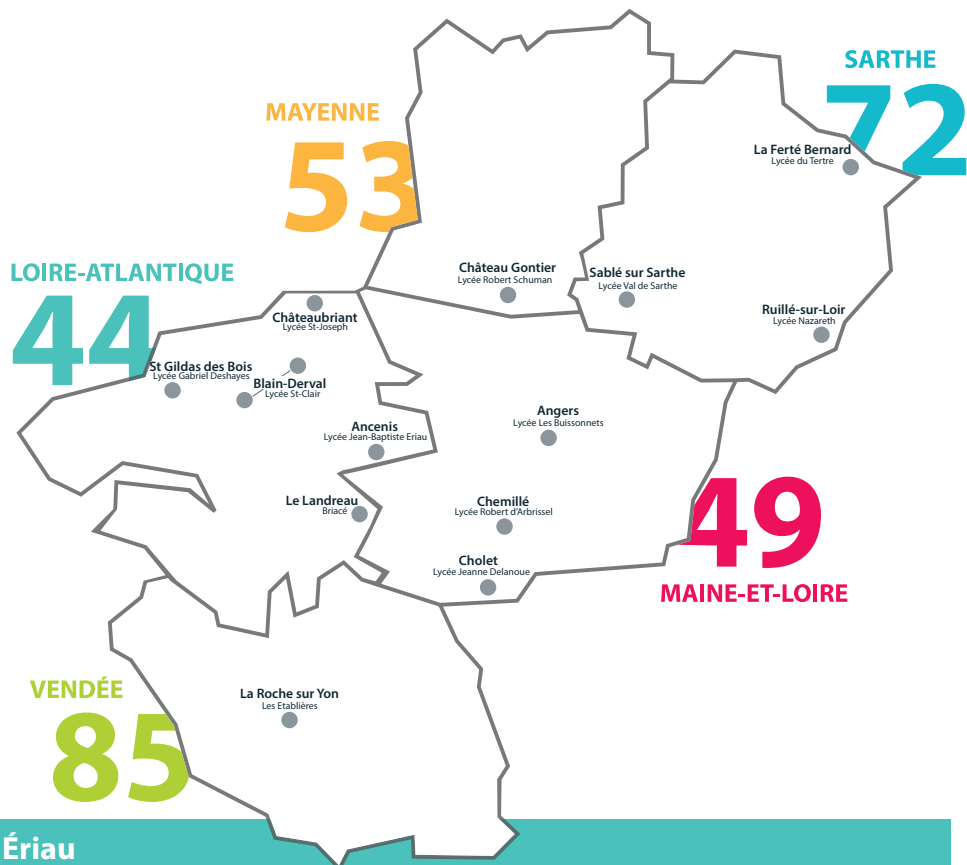 SARTHE
72
MAYENNE
53
La Ferté Bernard
Lycée du Tertre
LOIRE-ATLANTIQUE
44
Château Gontier
Lycée Robert Schuman
Sablé sur Sarthe
Lycée Val de Sarthe
Ruillé-sur-Loir
Lycée Nazareth
Châteaubriant
Lycée St-Joseph
St Gildas des Bois
Lycée Gabriel Deshayes
Blain-Derval
Lycée St-Clair
Ancenis
Lycée Jean-Baptiste Eriau
Angers
Lycée Les Buissonnets
Le Landreau
Briacé
Chemillé
Lycée Robert d'Arbrissel
Cholet
Lycée Jeanne Delanoue
49
MAINE-ET-LOIRE
VENDÉE
85
La Roche sur Yon
Les Etablières
Ériau